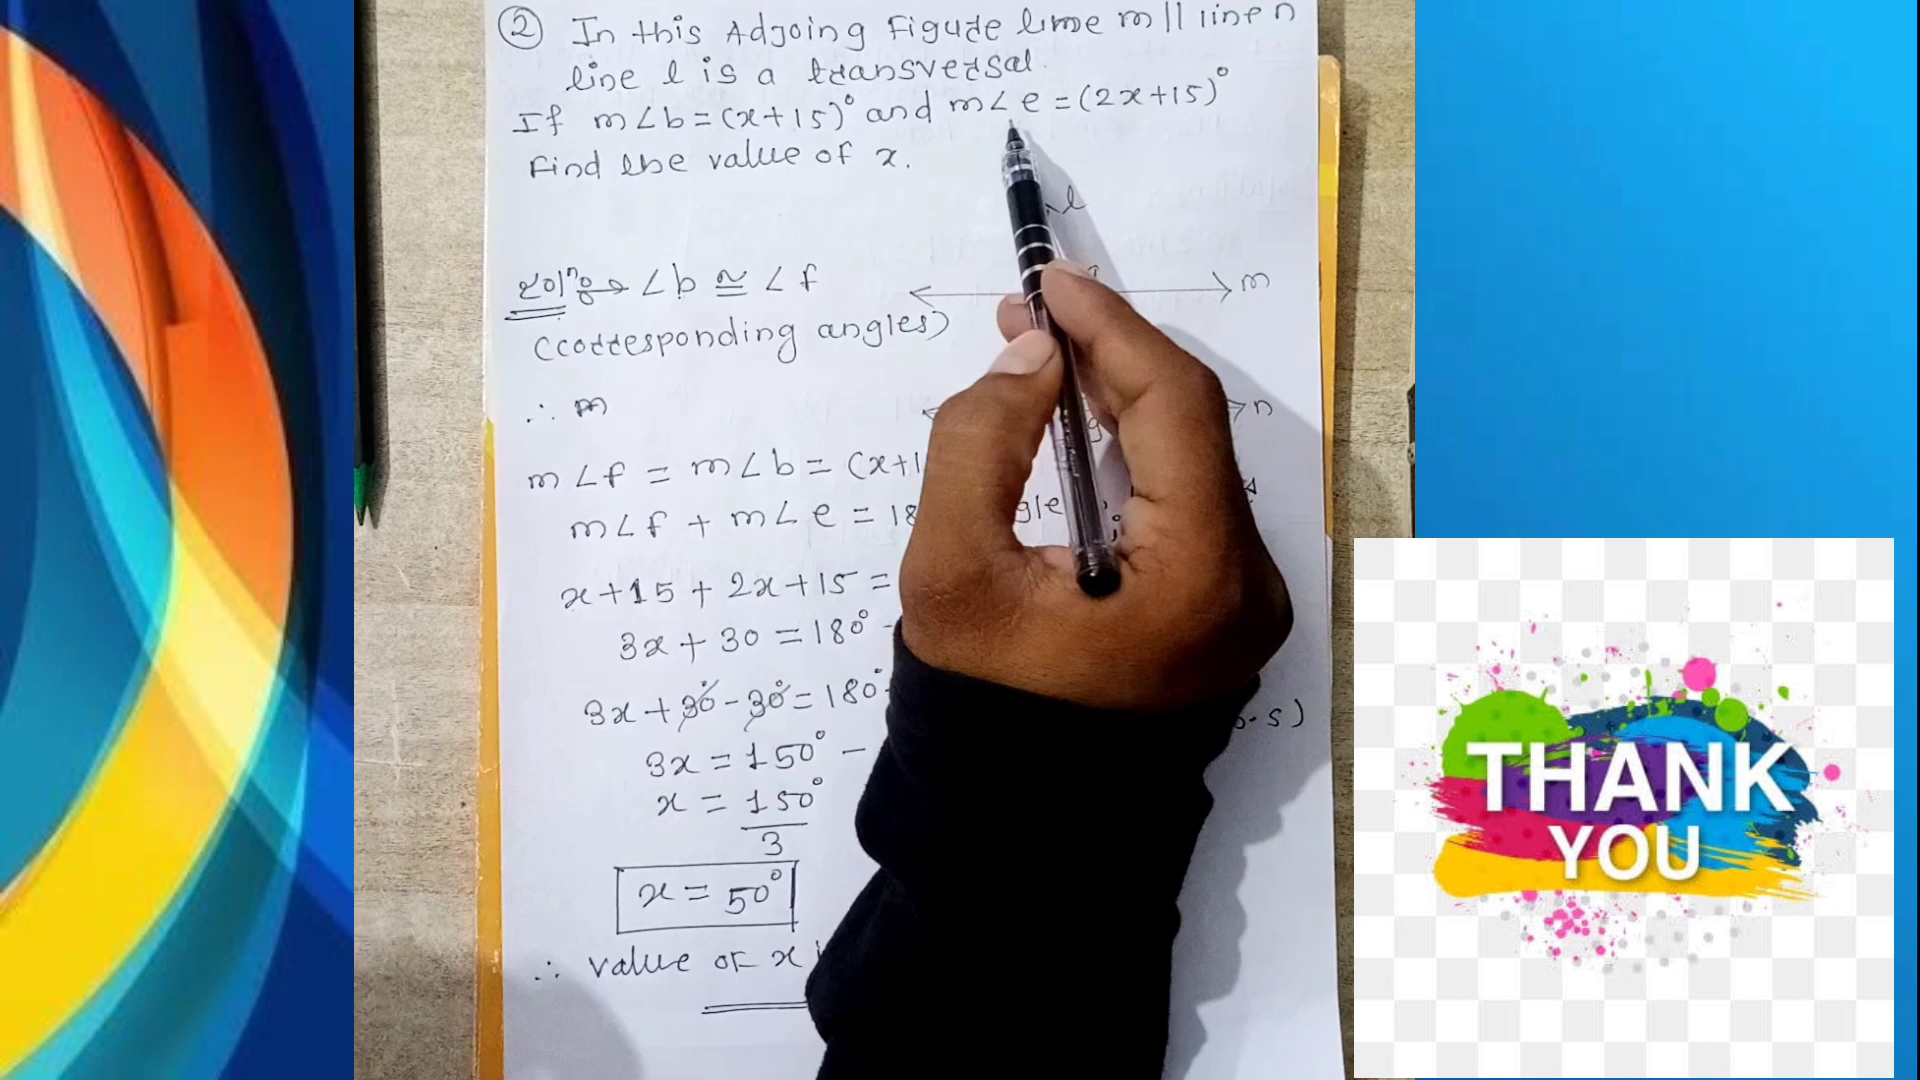 ② In this Adjoing Figure line m || line n
line l is a transversal.
If m∠b = (x+15)° and m∠e = (2x+15)°
Find the value of x.
l
solⁿ: → ∠b ≅ ∠f
(corresponding angles)
m
∴ m
n
g
m∠f = m∠b = (x+1
m∠f + m∠e = 18
x+15 + 2x+15 =
3x + 30 = 180° -
3x + 30° - 30° = 180°
3x = 150° -
x = 150°
3
x = 50°
∴ value of x
THANK
YOU